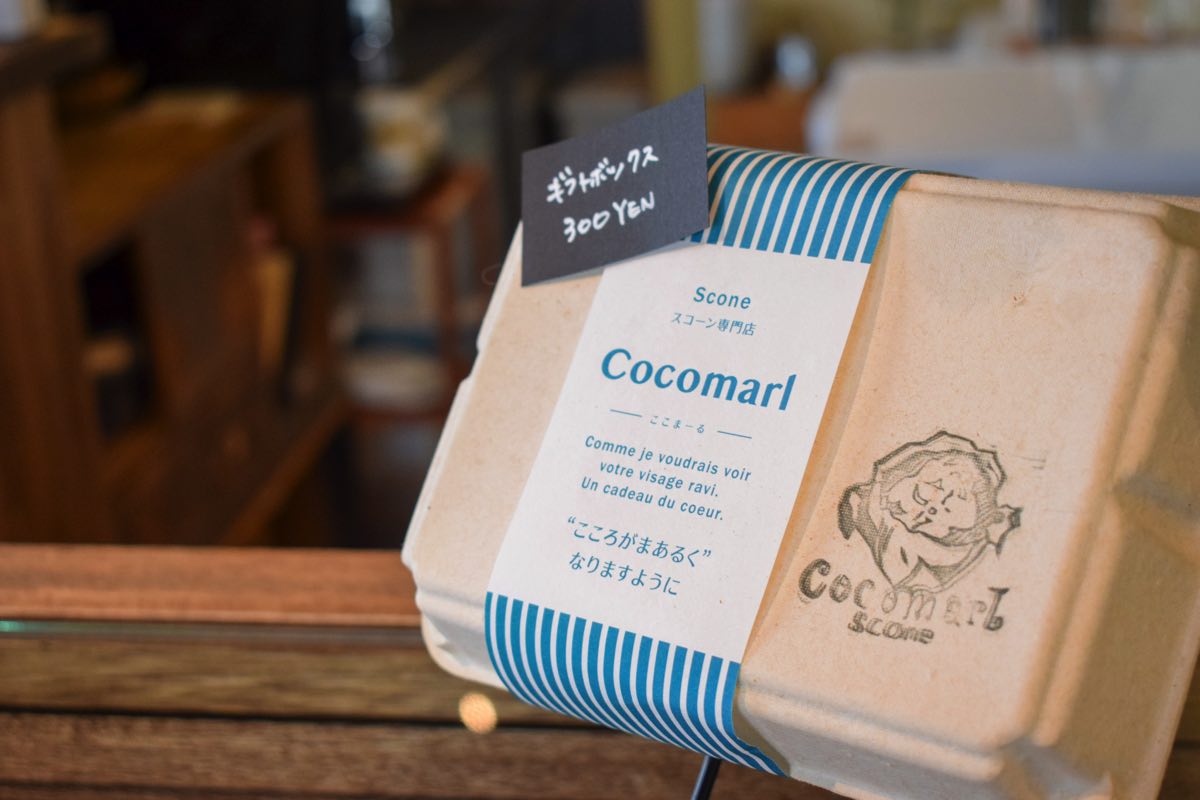 ギフトボックス
300 YEN
Scone
スコーン専門店
Cocomarl
ここまーる
Comme je voudrais voir
votre visage ravi.
Un cadeau du coeur.
“こころがまあるく”
なりますように
Cocomarl
scone